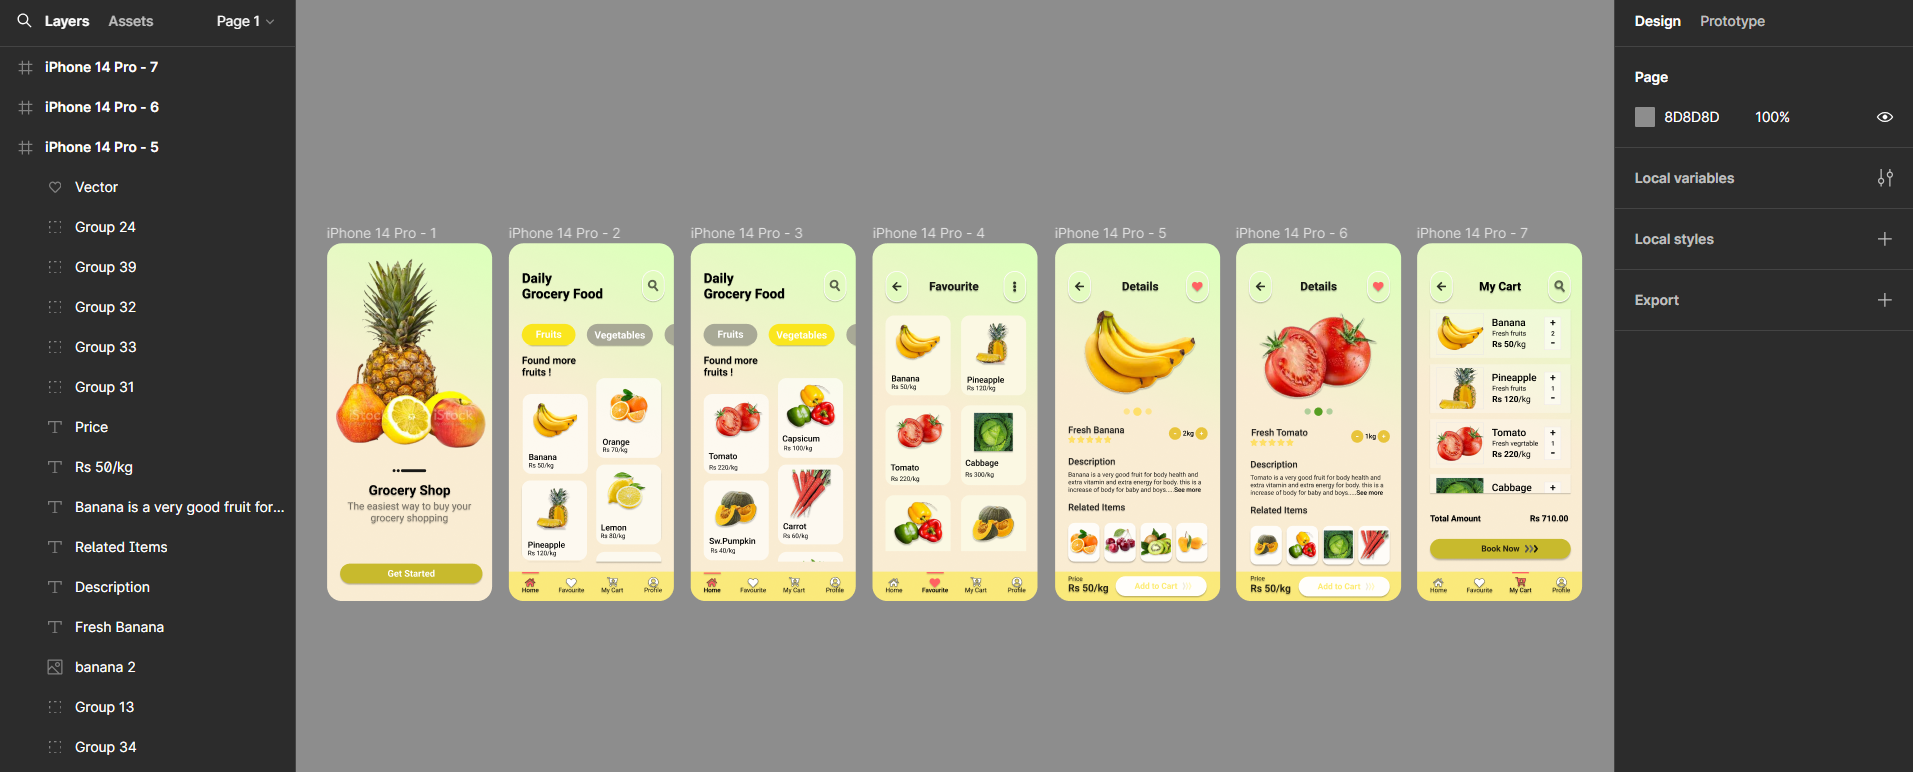 Layers Assets Page 1
iPhone 14 Pro - 7
iPhone 14 Pro - 6
iPhone 14 Pro - 5
Vector
Group 24
Group 39
Group 32
Group 33
Group 31
Price
Rs 50/kg
Banana is a very good fruit for...
Related Items
Description
Fresh Banana
banana 2
Group 13
Group 34
iPhone 14 Pro - 1
iStock
iStock
Grocery Shop
The easiest way to buy your
grocery shopping
Get Started
iPhone 14 Pro - 2
Daily
Grocery Food
Fruits Vegetables
Found more
fruits !
Banana
Rs 50/kg
Orange
Rs 70/kg
Pineapple
Rs 120/kg
Lemon
Rs 80/kg
Home Favourite My Cart Profile
iPhone 14 Pro - 3
Daily
Grocery Food
Fruits Vegetables
Found more
fruits !
Tomato
Rs 220/kg
Capsicum
Rs 100/kg
Sw.Pumpkin
Rs 40/kg
Carrot
Rs 60/kg
Home Favourite My Cart Profile
iPhone 14 Pro - 4
Favourite
Banana
Rs 50/kg
Pineapple
Rs 120/kg
Tomato
Rs 220/kg
Cabbage
Rs 300/kg
Home Favourite My Cart Profile
iPhone 14 Pro - 5
Details
Fresh Banana
- 2kg +
Description
Banana is a very good fruit for body health and
extra vitamin and extra energy for body. this is a
increase of body for baby and boys....See more
Related Items
Price
Rs 50/kg
Add to Cart
iPhone 14 Pro - 6
Details
Fresh Tomato
- 1kg +
Description
Tomato is a very good fruit for body health and
extra vitamin and extra energy for body. this is a
increase of body for baby and boys....See more
Related Items
Price
Rs 50/kg
Add to Cart
iPhone 14 Pro - 7
My Cart
Banana
Fresh fruits
Rs 50/kg
+
2
-
Pineapple
Fresh fruits
Rs 120/kg
+
1
-
Tomato
Fresh vegrtable
Rs 220/kg
+
1
-
Cabbage
+
Total Amount Rs 710.00
Book Now
Home Favourite My Cart Profile
Design Prototype
Page
8D8D8D 100%
Local variables
Local styles
Export